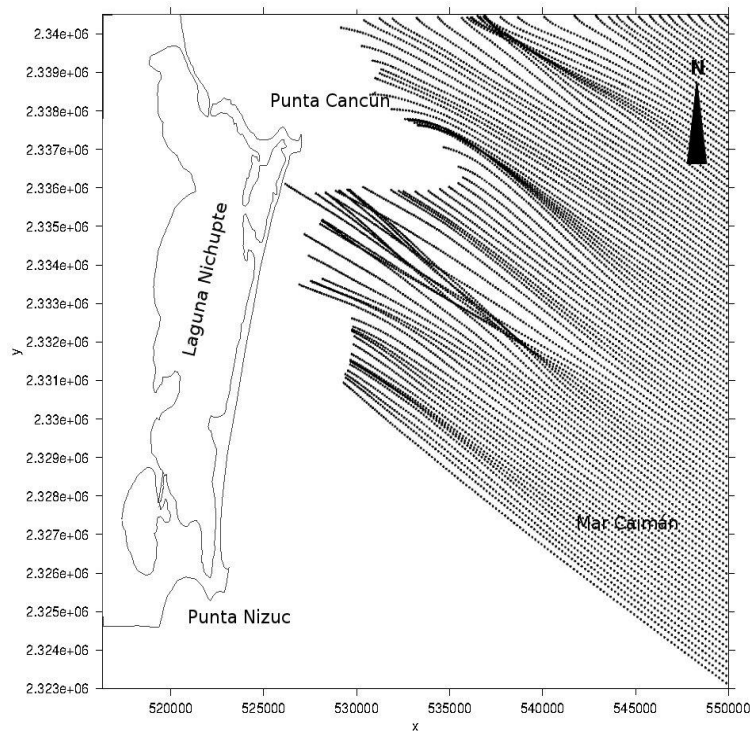 2.34e+06
2.339e+06
2.338e+06
2.337e+06
2.336e+06
2.335e+06
2.334e+06
2.333e+06
2.332e+06
2.331e+06
2.33e+06
2.329e+06
2.328e+06
2.327e+06
2.326e+06
2.325e+06
2.324e+06
2.323e+06
y
N
Punta Cancún
Laguna Nichupte
Mar Caimán
Punta Nizuc
520000 525000 530000 535000 540000 545000 550000
x